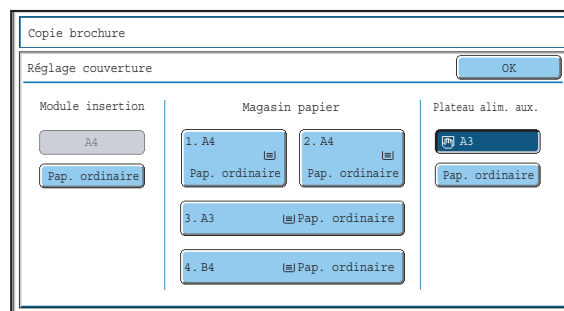 Copie brochure
Réglage couverture
OK
Module insertion
A4
Pap. ordinaire
Magasin papier
1. A4
Pap. ordinaire
2. A4
Pap. ordinaire
3. A3 Pap. ordinaire
4. B4 Pap. ordinaire
Plateau alim. aux.
A3
Pap. ordinaire